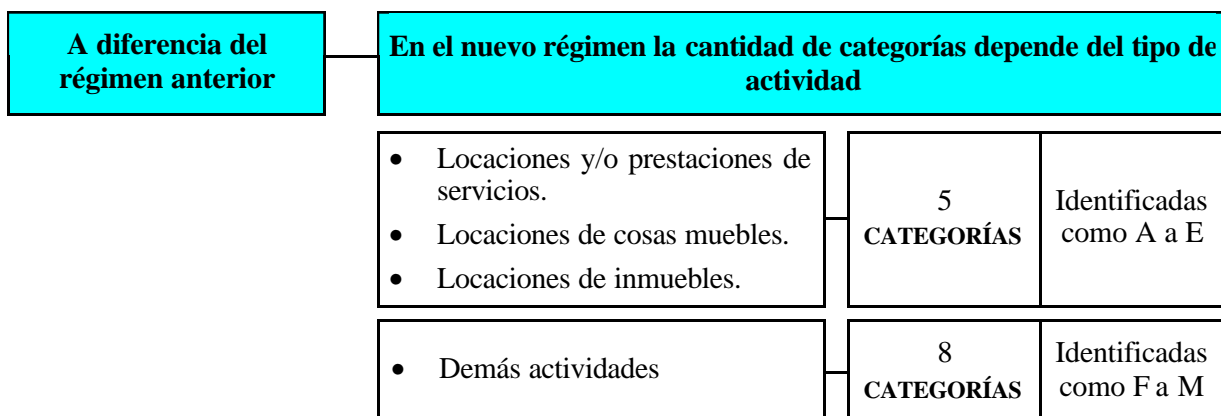 A diferencia del
régimen anterior
En el nuevo régimen la cantidad de categorías depende del tipo de
actividad
• Locaciones y/o prestaciones de
servicios.
• Locaciones de cosas muebles.
• Locaciones de inmuebles.
5
CATEGORÍAS
Identificadas
como A a E
• Demás actividades
8
CATEGORÍAS
Identificadas
como F a M